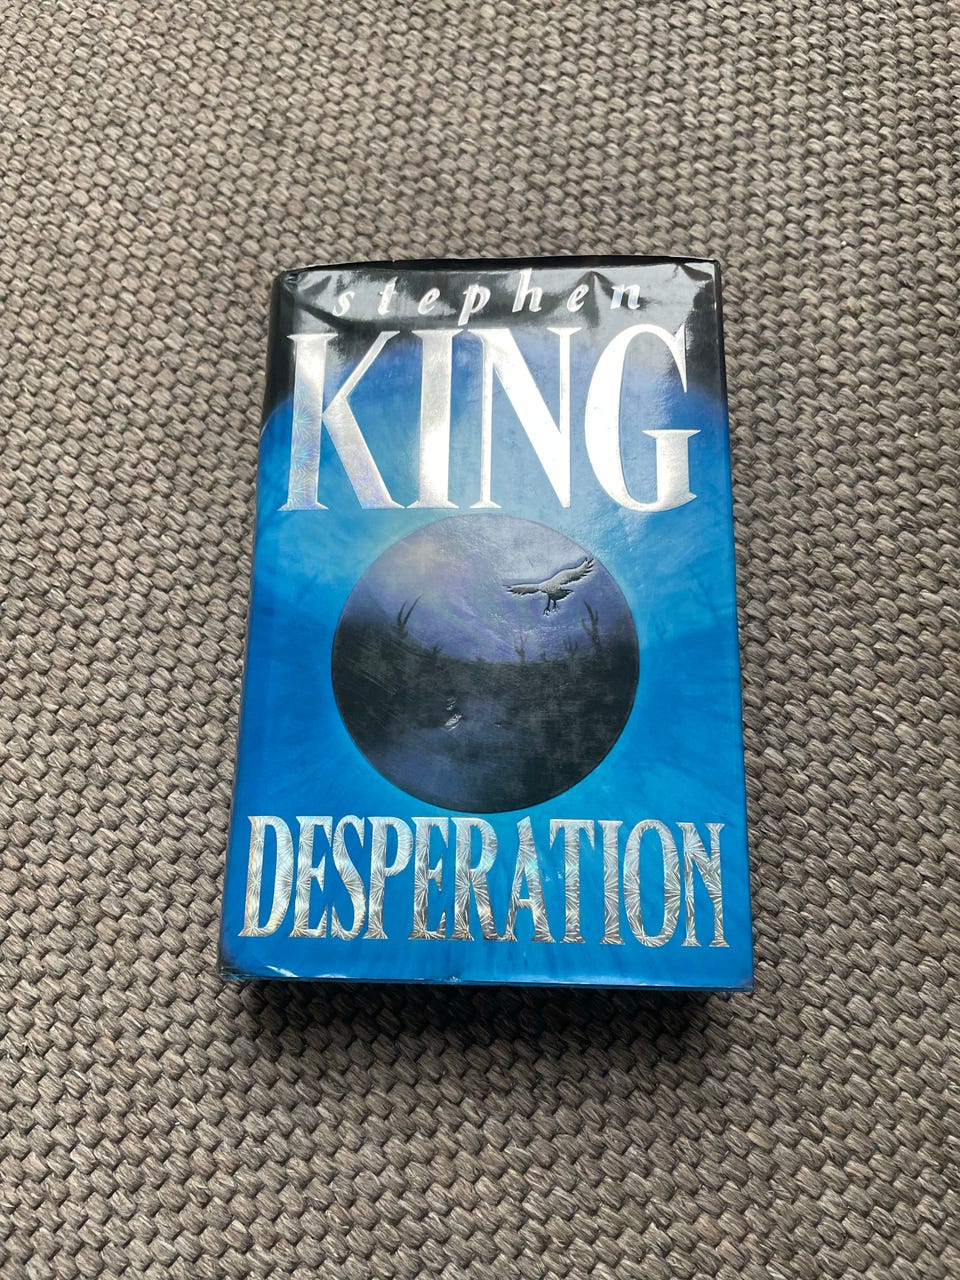 stephen
KING
DESPERATION